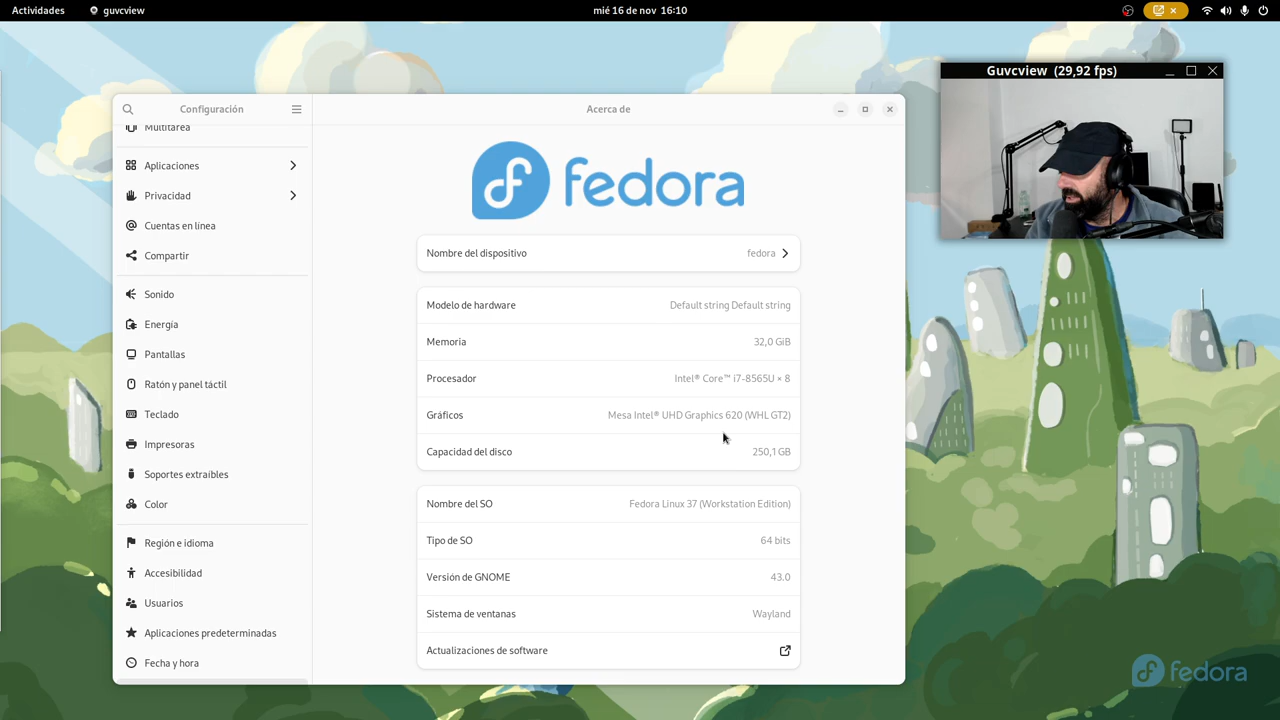 Actividades guvcview mié 16 de nov 16:10
Guvcview (29,92 fps)
Configuración
Acerca de
Multitarea
Aplicaciones
Privacidad
Cuentas en línea
Compartir
Sonido
Energía
Pantallas
Ratón y panel táctil
Teclado
Impresoras
Soportes extraíbles
Color
Región e idioma
Accesibilidad
Usuarios
Aplicaciones predeterminadas
Fecha y hora
fedora
Nombre del dispositivo fedora
Modelo de hardware Default string Default string
Memoria 32,0 GiB
Procesador Intel® Core™ i7-8565U × 8
Gráficos Mesa Intel® UHD Graphics 620 (WHL GT2)
Capacidad del disco 250,1 GB
Nombre del SO Fedora Linux 37 (Workstation Edition)
Tipo de SO 64 bits
Versión de GNOME 43.0
Sistema de ventanas Wayland
Actualizaciones de software
fedora